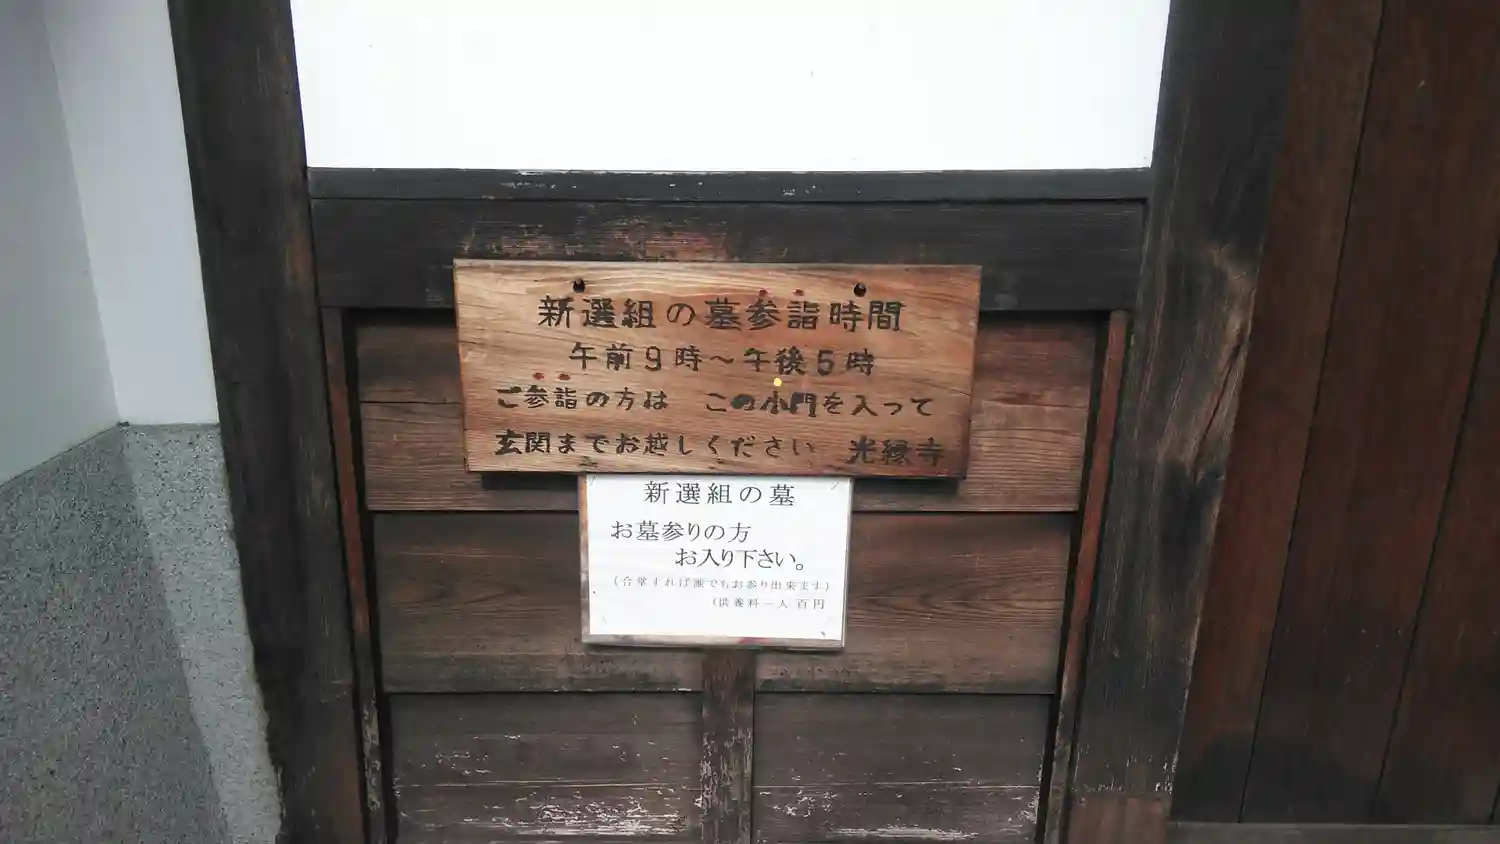 新選組の墓参詣時間
午前9時~午後5時
ご参詣の方は この小門を入って
玄関までお越しください 光縁寺
新選組の墓
お墓参りの方
お入り下さい。
(合掌すれば誰でもお参り出来ます)
(供養料一人百円